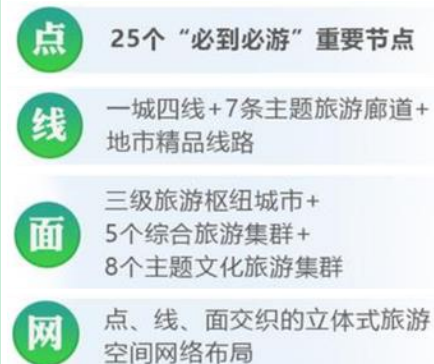 点
25个“必到必游”重要节点
线
一城四线+7条主题旅游廊道+
地市精品线路
面
三级旅游枢纽城市+
5个综合旅游集群+
8个主题文化旅游集群
网
点、线、面交织的立体式旅游
空间网络布局